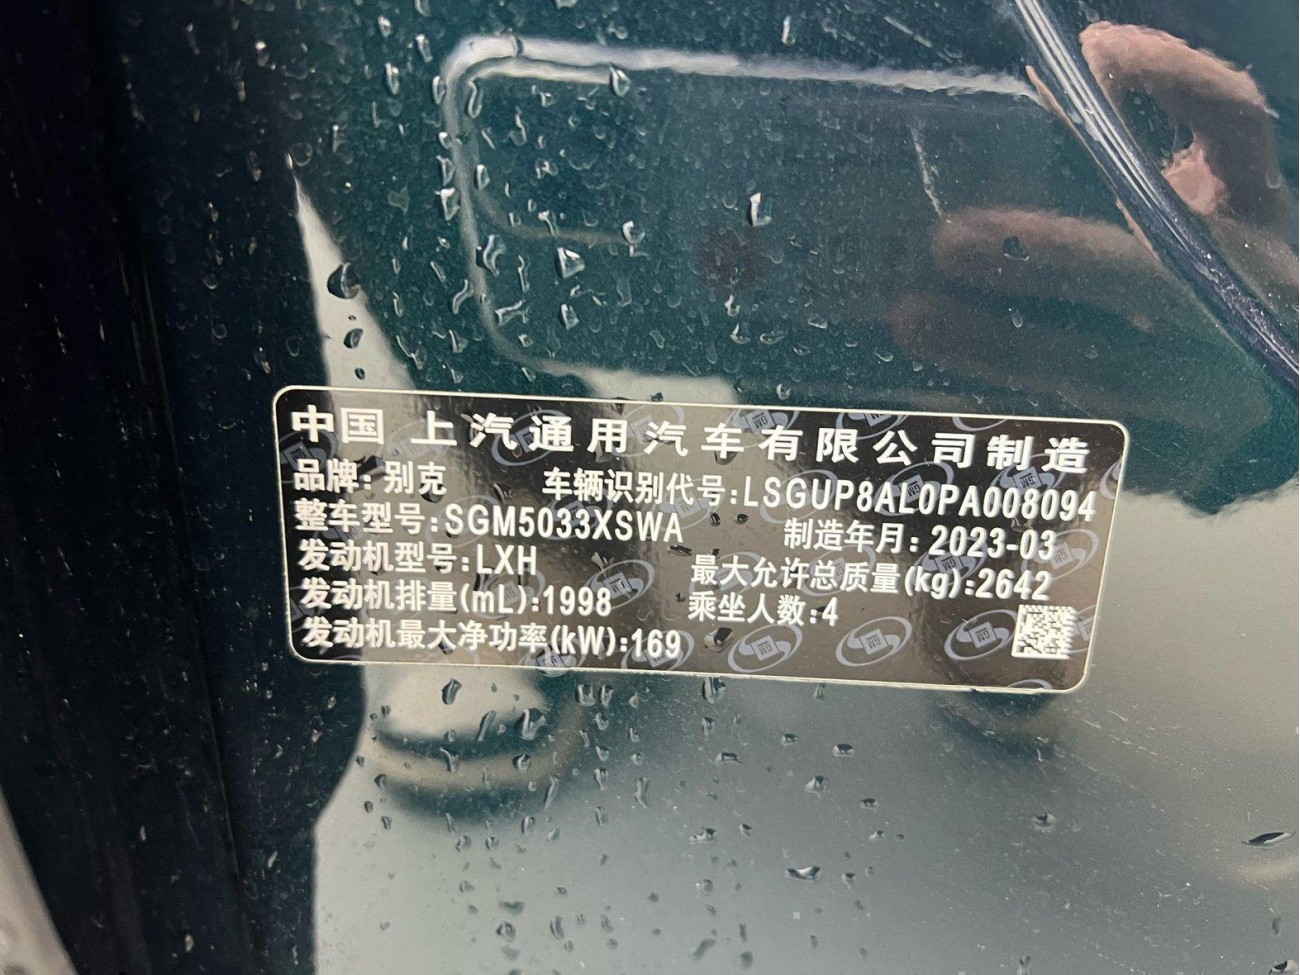 中国 上汽通用汽车有限公司制造
品牌: 别克 车辆识别代号:LSGUP8AL0PA008094
整车型号:SGM5033XSWA 制造年月: 2023-03
发动机型号:LXH 最大允许总质量(kg):2642
发动机排量(mL):1998 乘坐人数:4
发动机最大净功率(kW):169